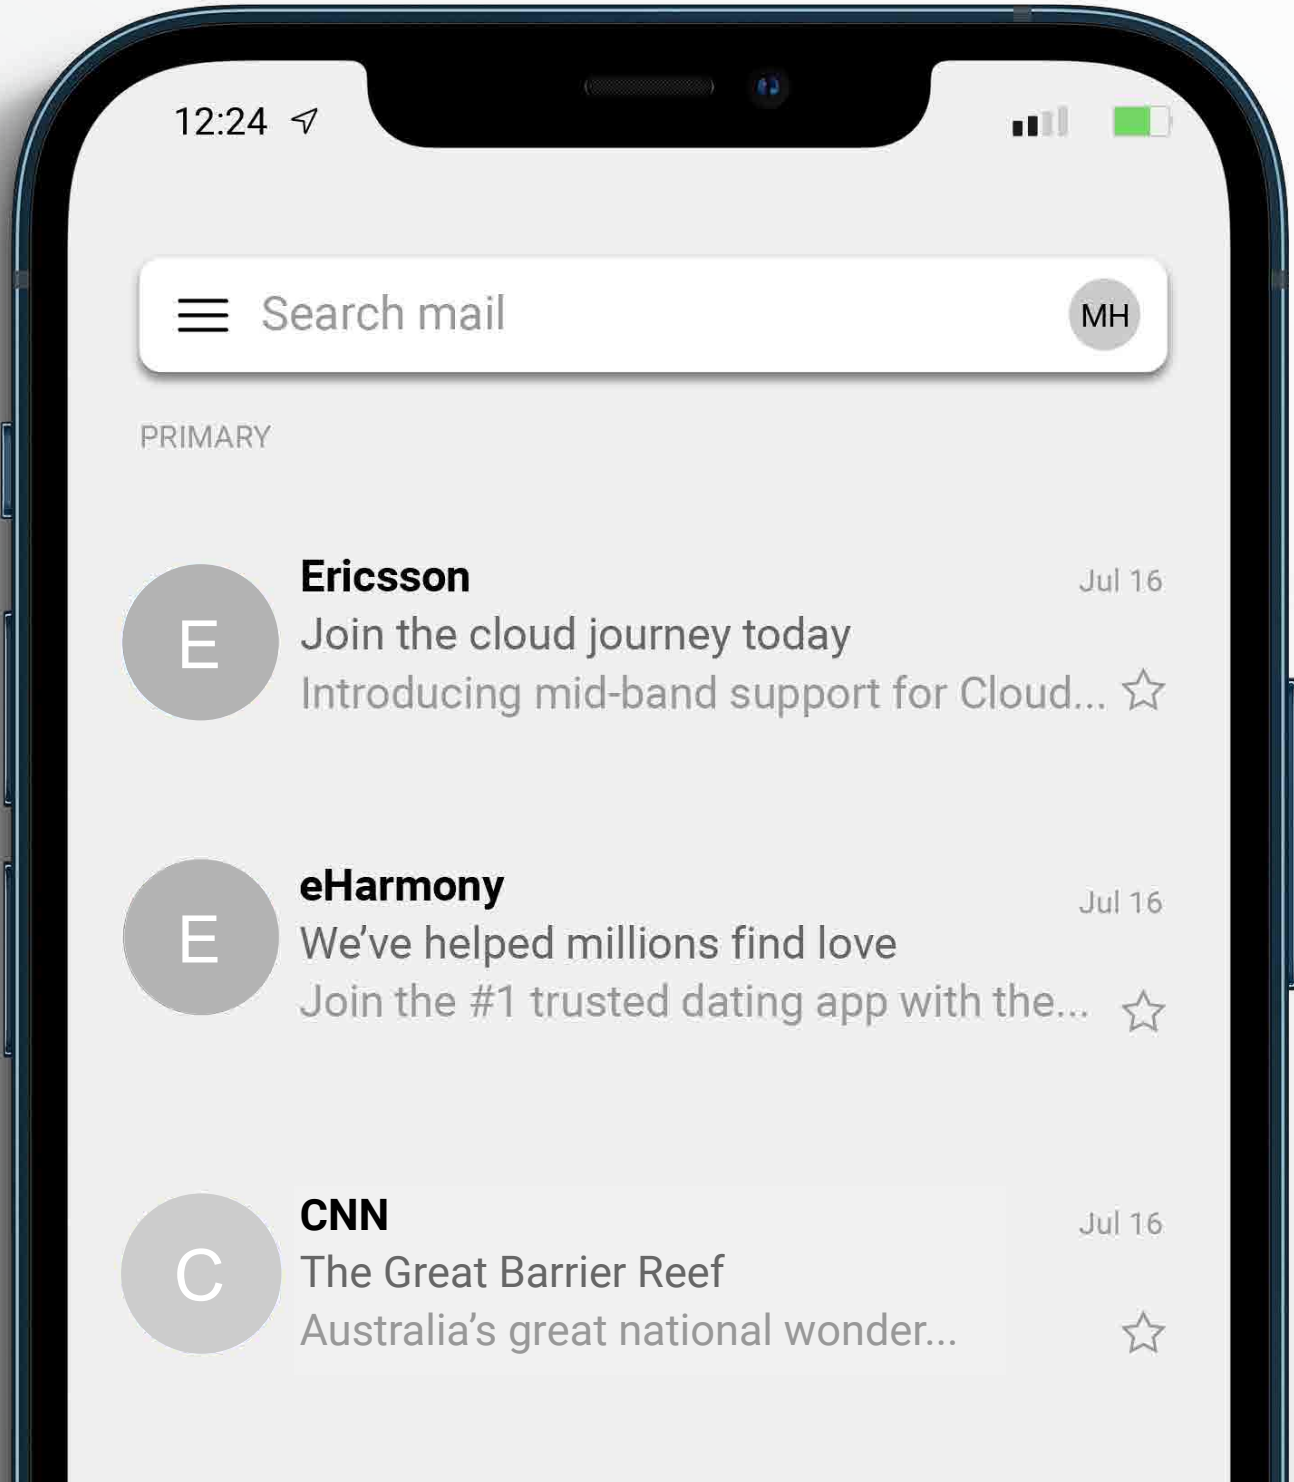 12:24
Search mail
MH
PRIMARY
Ericsson
Jul 16
E
Join the cloud journey today
Introducing mid-band support for Cloud...
eHarmony
Jul 16
E
We’ve helped millions find love
Join the #1 trusted dating app with the...
CNN
Jul 16
C
The Great Barrier Reef
Australia’s great national wonder...